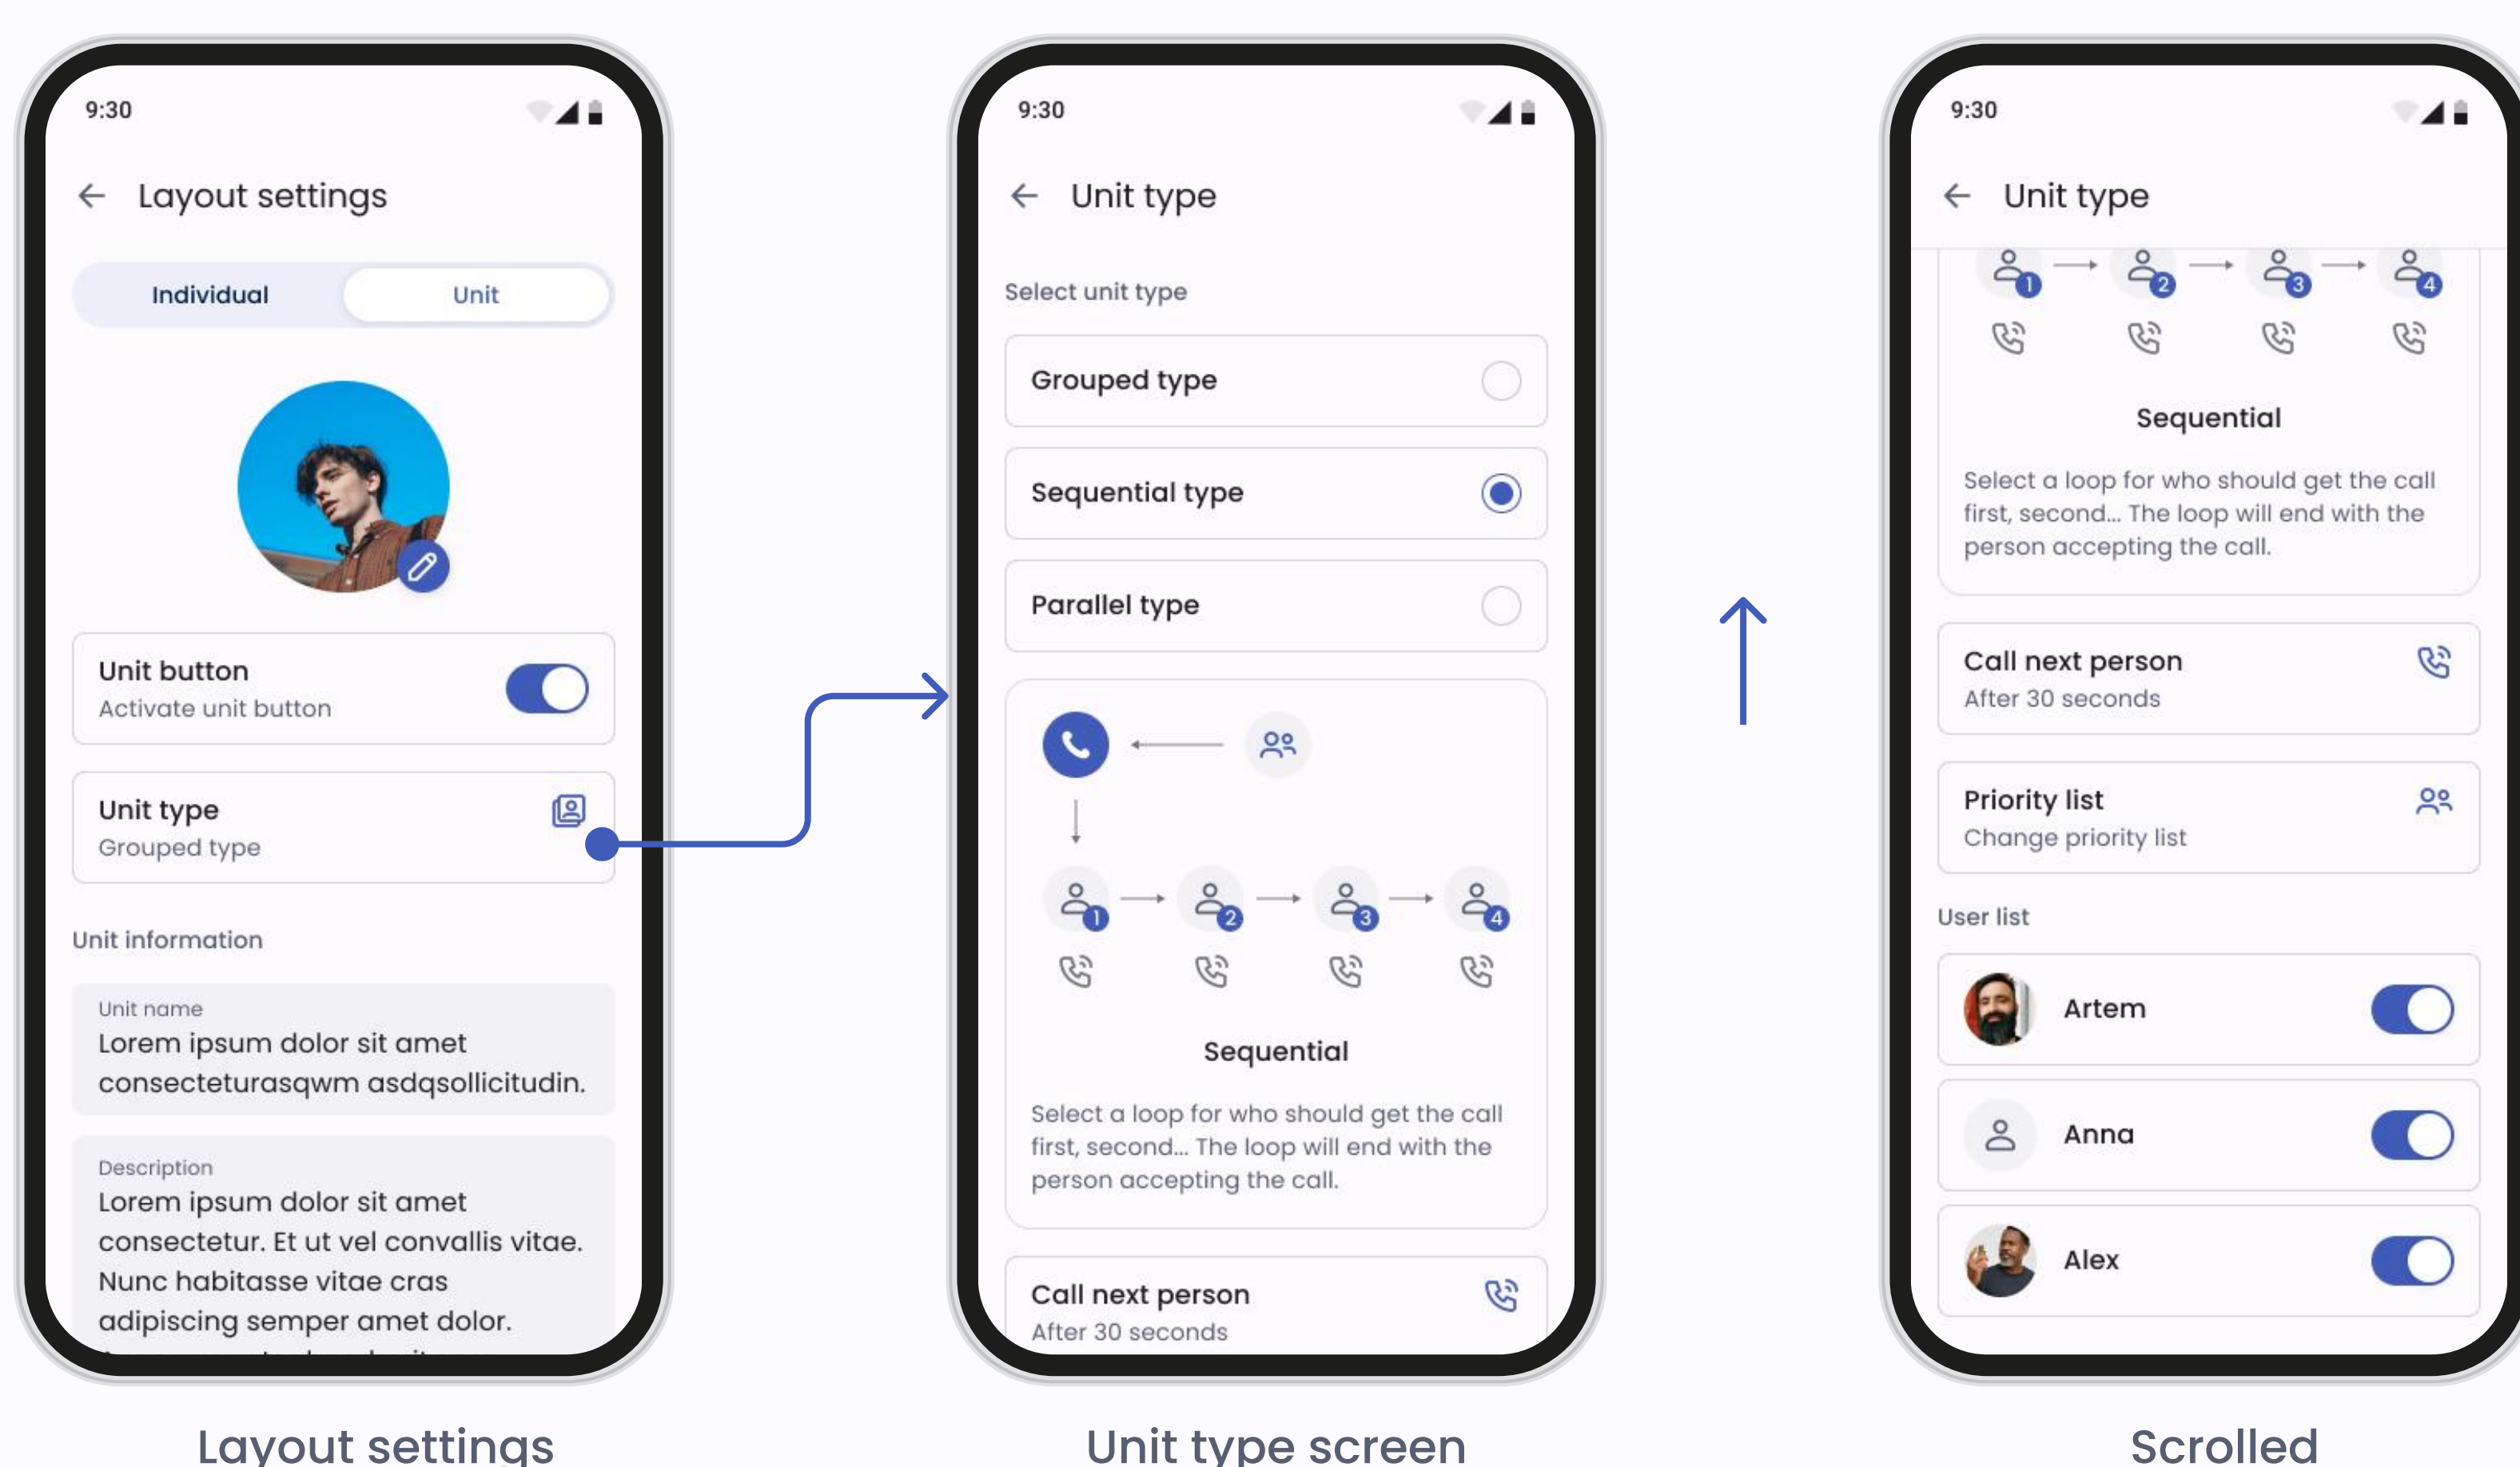 9:30
Layout settings
Individual
Unit
Unit button
Activate unit button
Unit type
Grouped type
Unit information
Unit name
Lorem ipsum dolor sit amet
consecteturasqwm asdqsollicitudin.
Description
Lorem ipsum dolor sit amet
consectetur. Et ut vel convallis vitae.
Nunc habitasse vitae cras
adipiscing semper amet dolor.
Layout settings
9:30
Unit type
Select unit type
Grouped type
Sequential type
Parallel type
1
2
3
4
Sequential
Select a loop for who should get the call
first, second... The loop will end with the
person accepting the call.
Call next person
After 30 seconds
Unit type screen
9:30
Unit type
1
2
3
4
Sequential
Select a loop for who should get the call
first, second... The loop will end with the
person accepting the call.
Call next person
After 30 seconds
Priority list
Change priority list
User list
Artem
Anna
Alex
Scrolled